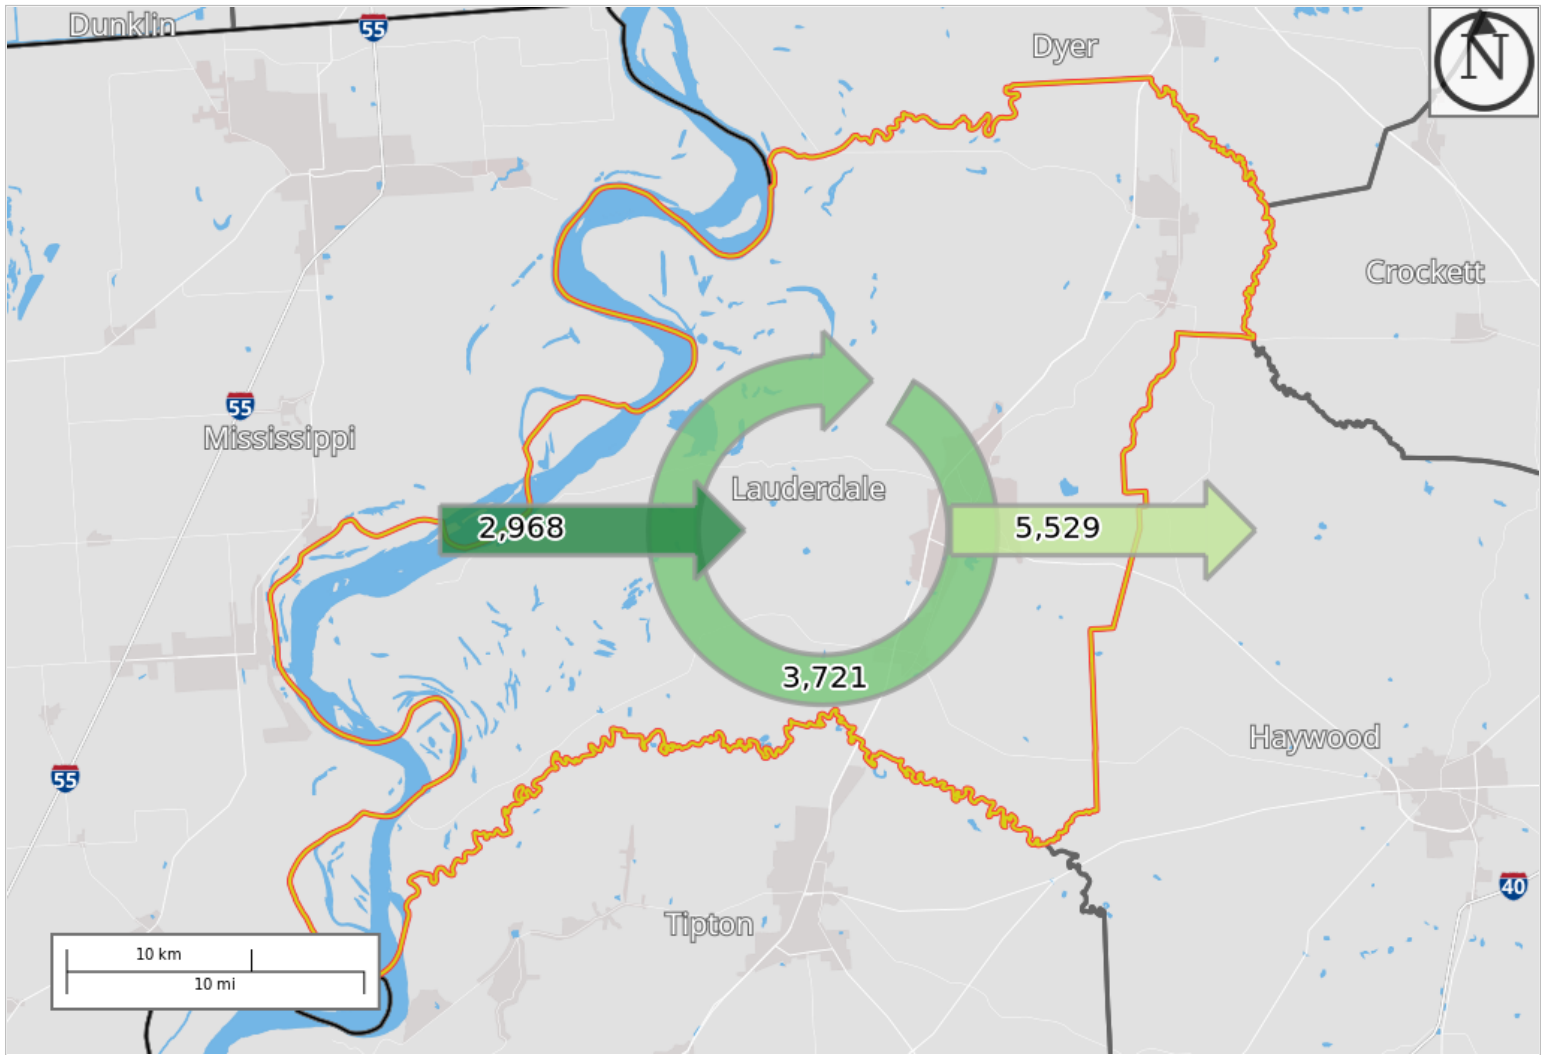 Dunklin
55
Dyer
N
Crockett
55
Mississippi
Lauderdale
2,968
5,529
3,721
Haywood
55
40
Tipton
10 km
10 mi